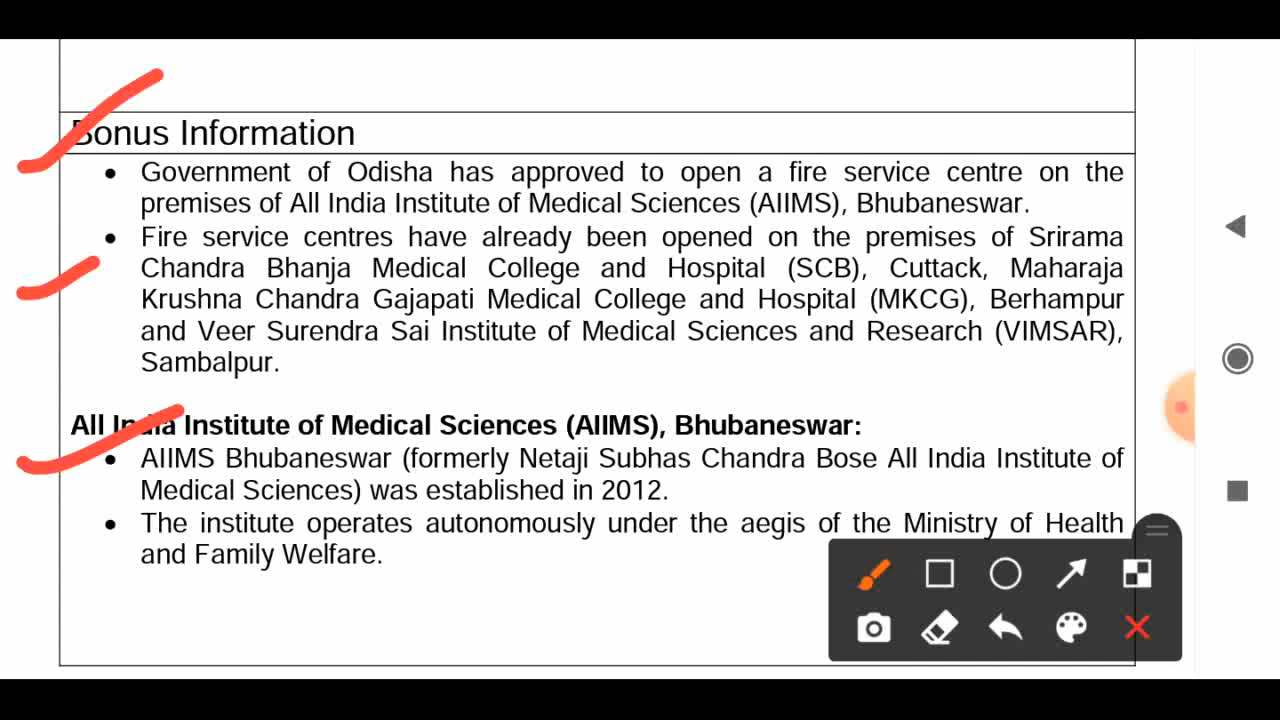 Bonus Information
• Government of Odisha has approved to open a fire service centre on the
premises of All India Institute of Medical Sciences (AIIMS), Bhubaneswar.
• Fire service centres have already been opened on the premises of Srirama
Chandra Bhanja Medical College and Hospital (SCB), Cuttack, Maharaja
Krushna Chandra Gajapati Medical College and Hospital (MKCG), Berhampur
and Veer Surendra Sai Institute of Medical Sciences and Research (VIMSAR),
Sambalpur.
All India Institute of Medical Sciences (AIIMS), Bhubaneswar:
• AIIMS Bhubaneswar (formerly Netaji Subhas Chandra Bose All India Institute of
Medical Sciences) was established in 2012.
• The institute operates autonomously under the aegis of the Ministry of Health
and Family Welfare.